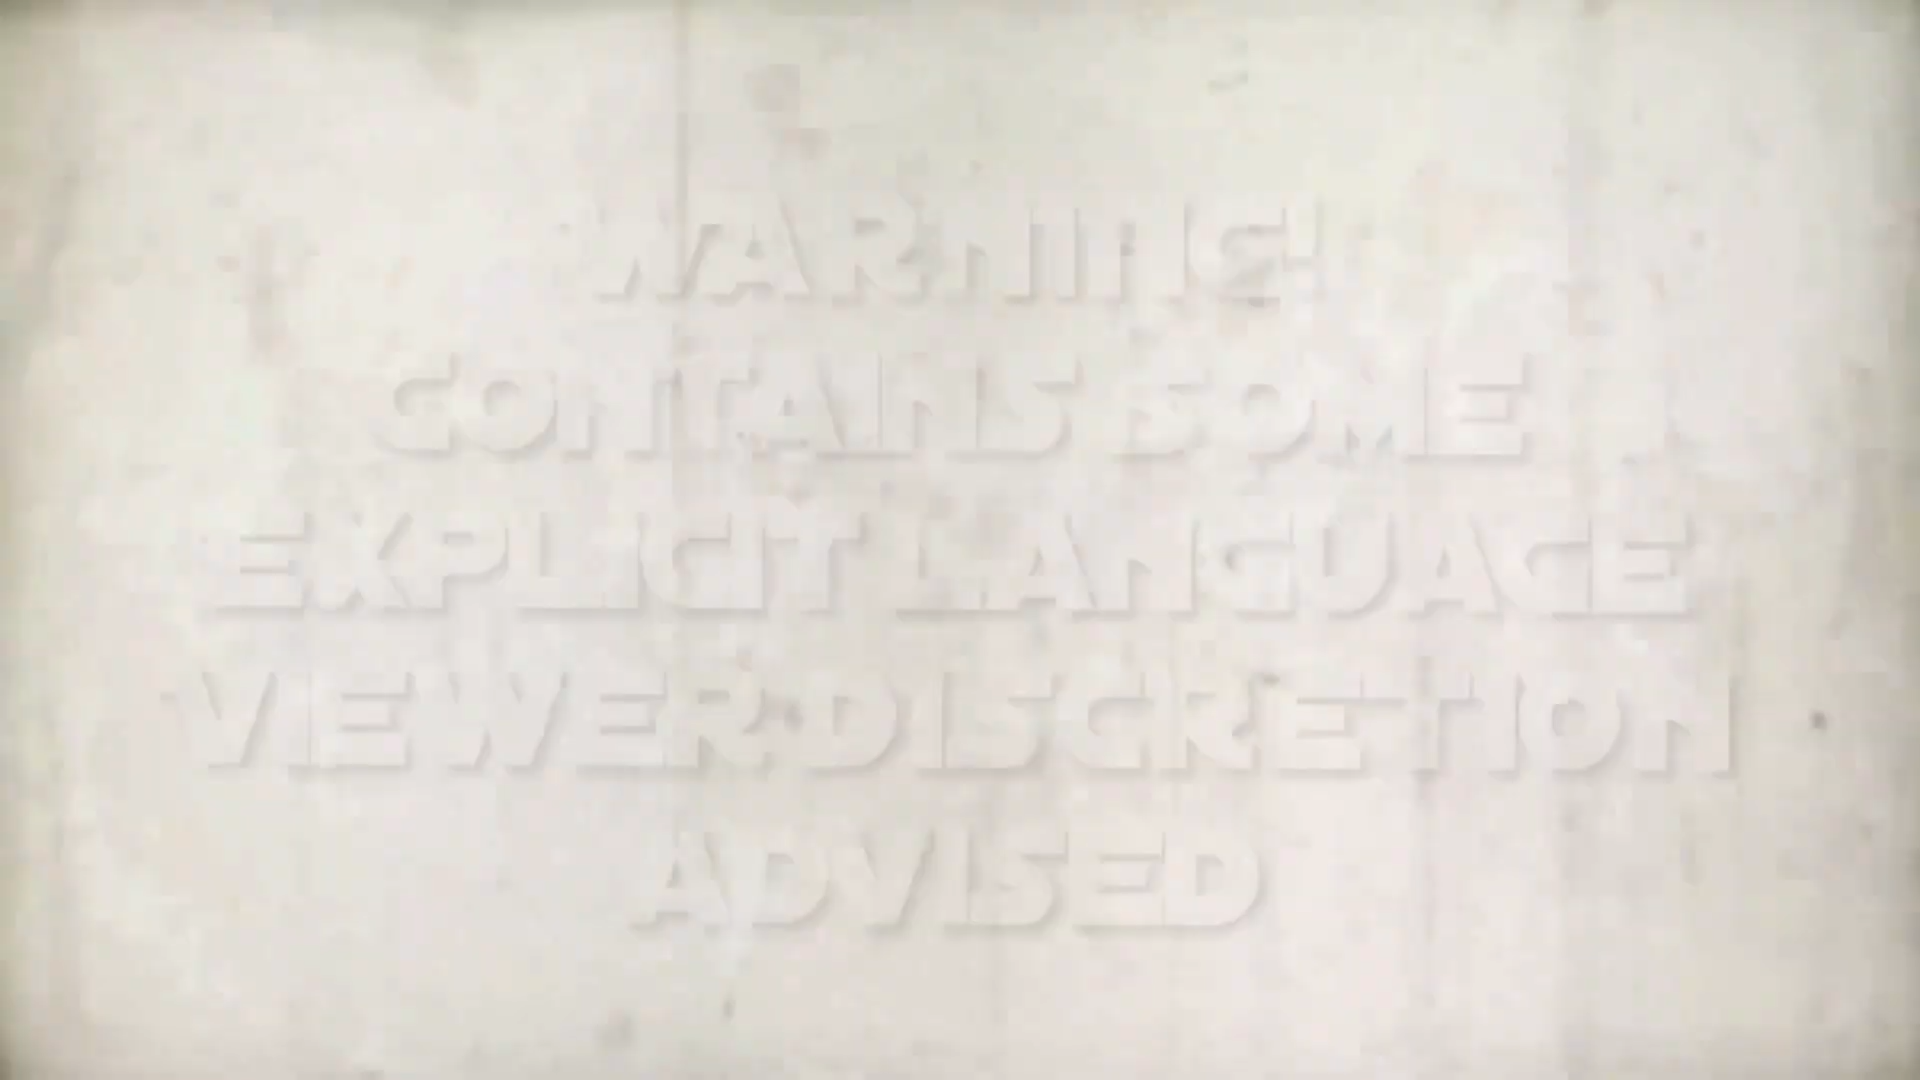 WARNING!
CONTAINS SOME
EXPLICIT LANGUAGE
VIEWER DISCRETION
ADVISED